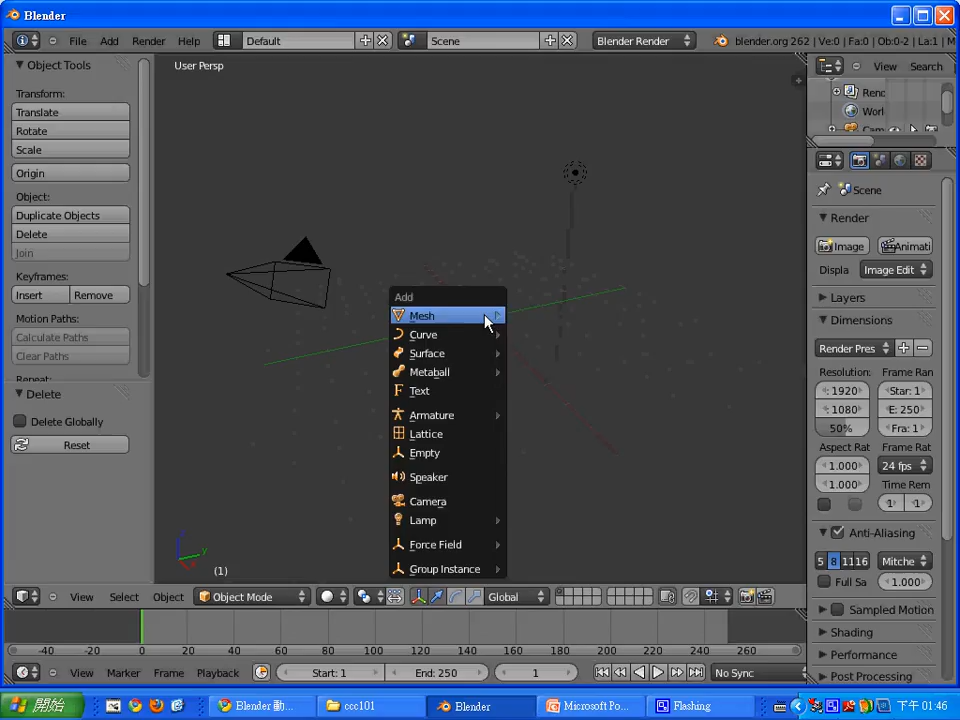 Blender
File Add Render Help Default Scene Blender Render blender.org 262 | Ve:0 | Fa:0 | Ob:0-2 | La:1 | M
Object Tools
Transform:
Translate
Rotate
Scale
Origin
Object:
Duplicate Objects
Delete
Join
Keyframes:
Insert Remove
Motion Paths:
Calculate Paths
Clear Paths
Repeat:
Delete
Delete Globally
Reset
User Persp
Add
Mesh
Curve
Surface
Metaball
Text
Armature
Lattice
Empty
Speaker
Camera
Lamp
Force Field
Group Instance
y
(1)
View Search
Renc
Worl
Cam
Scene
Render
Image Animati
Displa Image Edit
Layers
Dimensions
Render Pres
Resolution: Frame Ran
: 1920 Star: 1
: 1080 E: 250
50% Fra: 1
Aspect Rat Frame Rat
: 1.000 24 fps
: 1.000 Time Rem
1 1
Anti-Aliasing
5 8 11 16 Mitche
Full Sa : 1.000
Sampled Motion
Shading
Performance
Post Processing
View Select Object Object Mode Global
-40 -20 0 20 40 60 80 100 120 140 160 180 200 220 240 260
View Marker Frame Playback Start: 1 End: 250 1 No Sync
開始 Blender 動... ccc101 Blender Microsoft Po... Flashing 下午 01:46